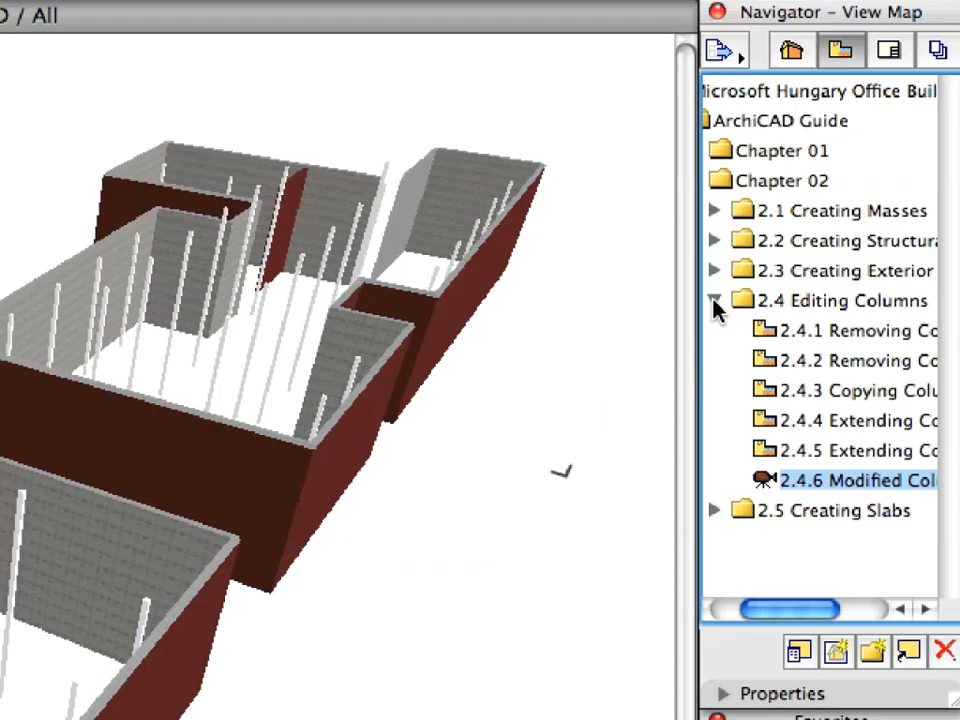 / All
Navigator - View Map
Microsoft Hungary Office Buil
ArchiCAD Guide
Chapter 01
Chapter 02
2.1 Creating Masses
2.2 Creating Structura
2.3 Creating Exterior
2.4 Editing Columns
2.4.1 Removing Co
2.4.2 Removing Co
2.4.3 Copying Colu
2.4.4 Extending Co
2.4.5 Extending Co
2.4.6 Modified Col
2.5 Creating Slabs
Properties